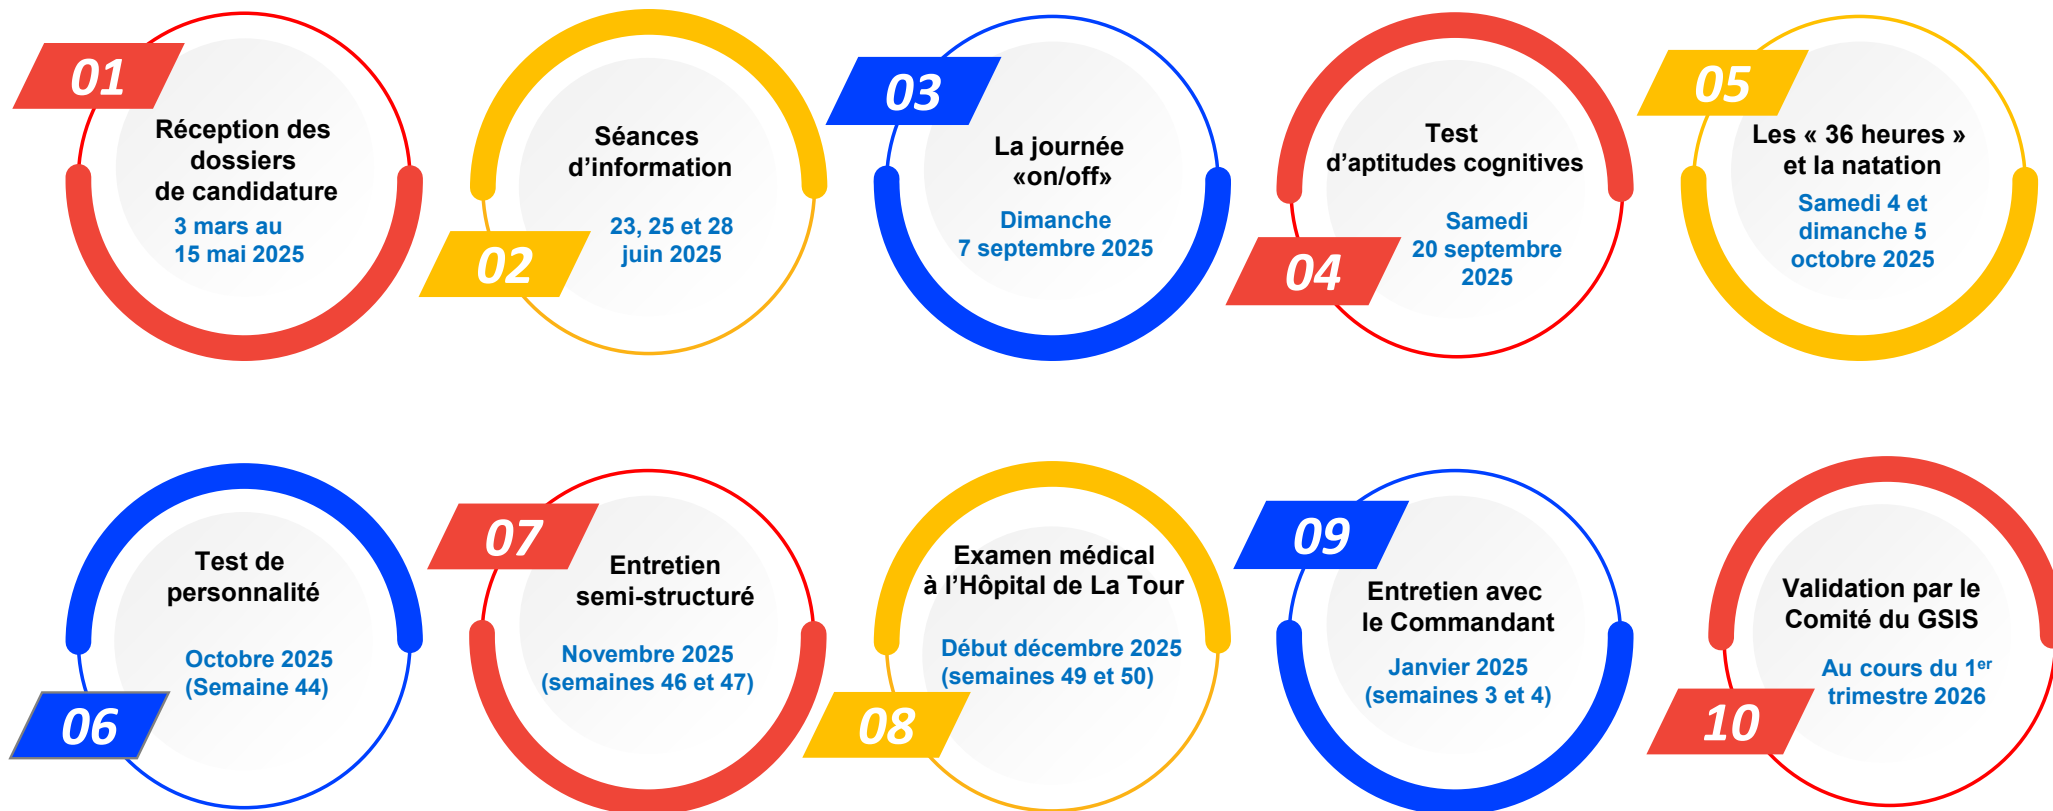 01
Réception des
dossiers
de candidature
3 mars au
15 mai 2025
02
Séances
d’information
23, 25 et 28
juin 2025
03
La journée
«on/off»
Dimanche
7 septembre 2025
04
Test
d’aptitudes cognitives
Samedi
20 septembre
2025
05
Les « 36 heures »
et la natation
Samedi 4 et
dimanche 5
octobre 2025
06
Test de
personnalité
Octobre 2025
(Semaine 44)
07
Entretien
semi-structuré
Novembre 2025
(semaines 46 et 47)
08
Examen médical
à l’Hôpital de La Tour
Début décembre 2025
(semaines 49 et 50)
09
Entretien avec
le Commandant
Janvier 2025
(semaines 3 et 4)
10
Validation par le
Comité du GSIS
Au cours du 1er
trimestre 2026